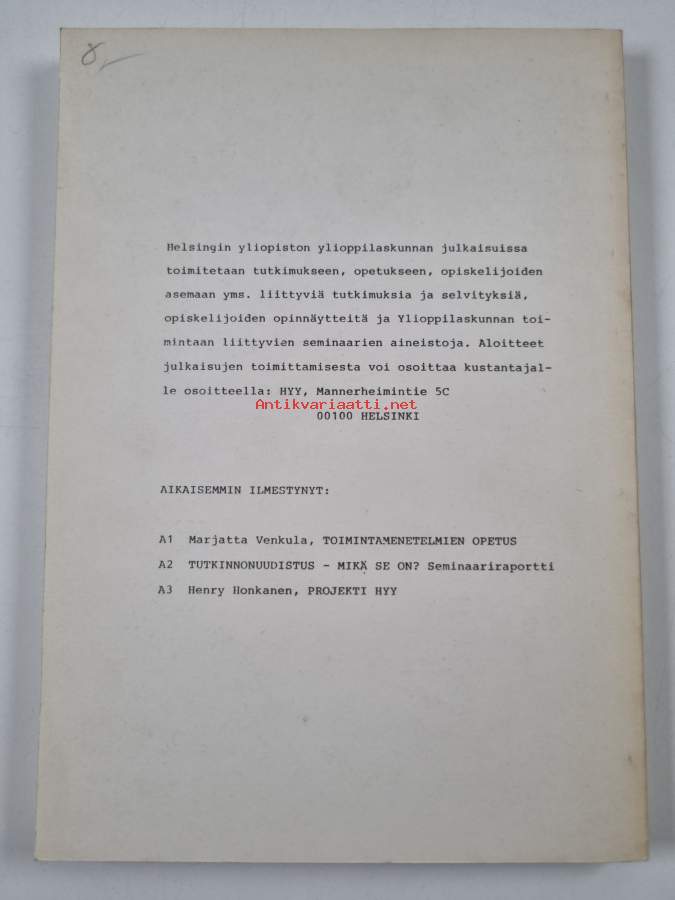 8,-
Helsingin yliopiston ylioppilaskunnan julkaisuissa
toimitetaan tutkimukseen, opetukseen, opiskelijoiden
asemaan yms. liittyviä tutkimuksia ja selvityksiä,
opiskelijoiden opinnäytteitä ja Ylioppilaskunnan toi-
mintaan liittyvien seminaarien aineistoja. Aloitteet
julkaisujen toimittamisesta voi osoittaa kustantajal-
le osoitteella: HYY, Mannerheimintie 5C
Antikvariaatti.net
00100 HELSINKI
AIKAISEMMIN ILMESTYNYT:
A1 Marjatta Venkula, TOIMINTAMENETELMIEN OPETUS
A2 TUTKINNONUUDISTUS - MIKÄ SE ON? Seminaariraportti
A3 Henry Honkanen, PROJEKTI HYY